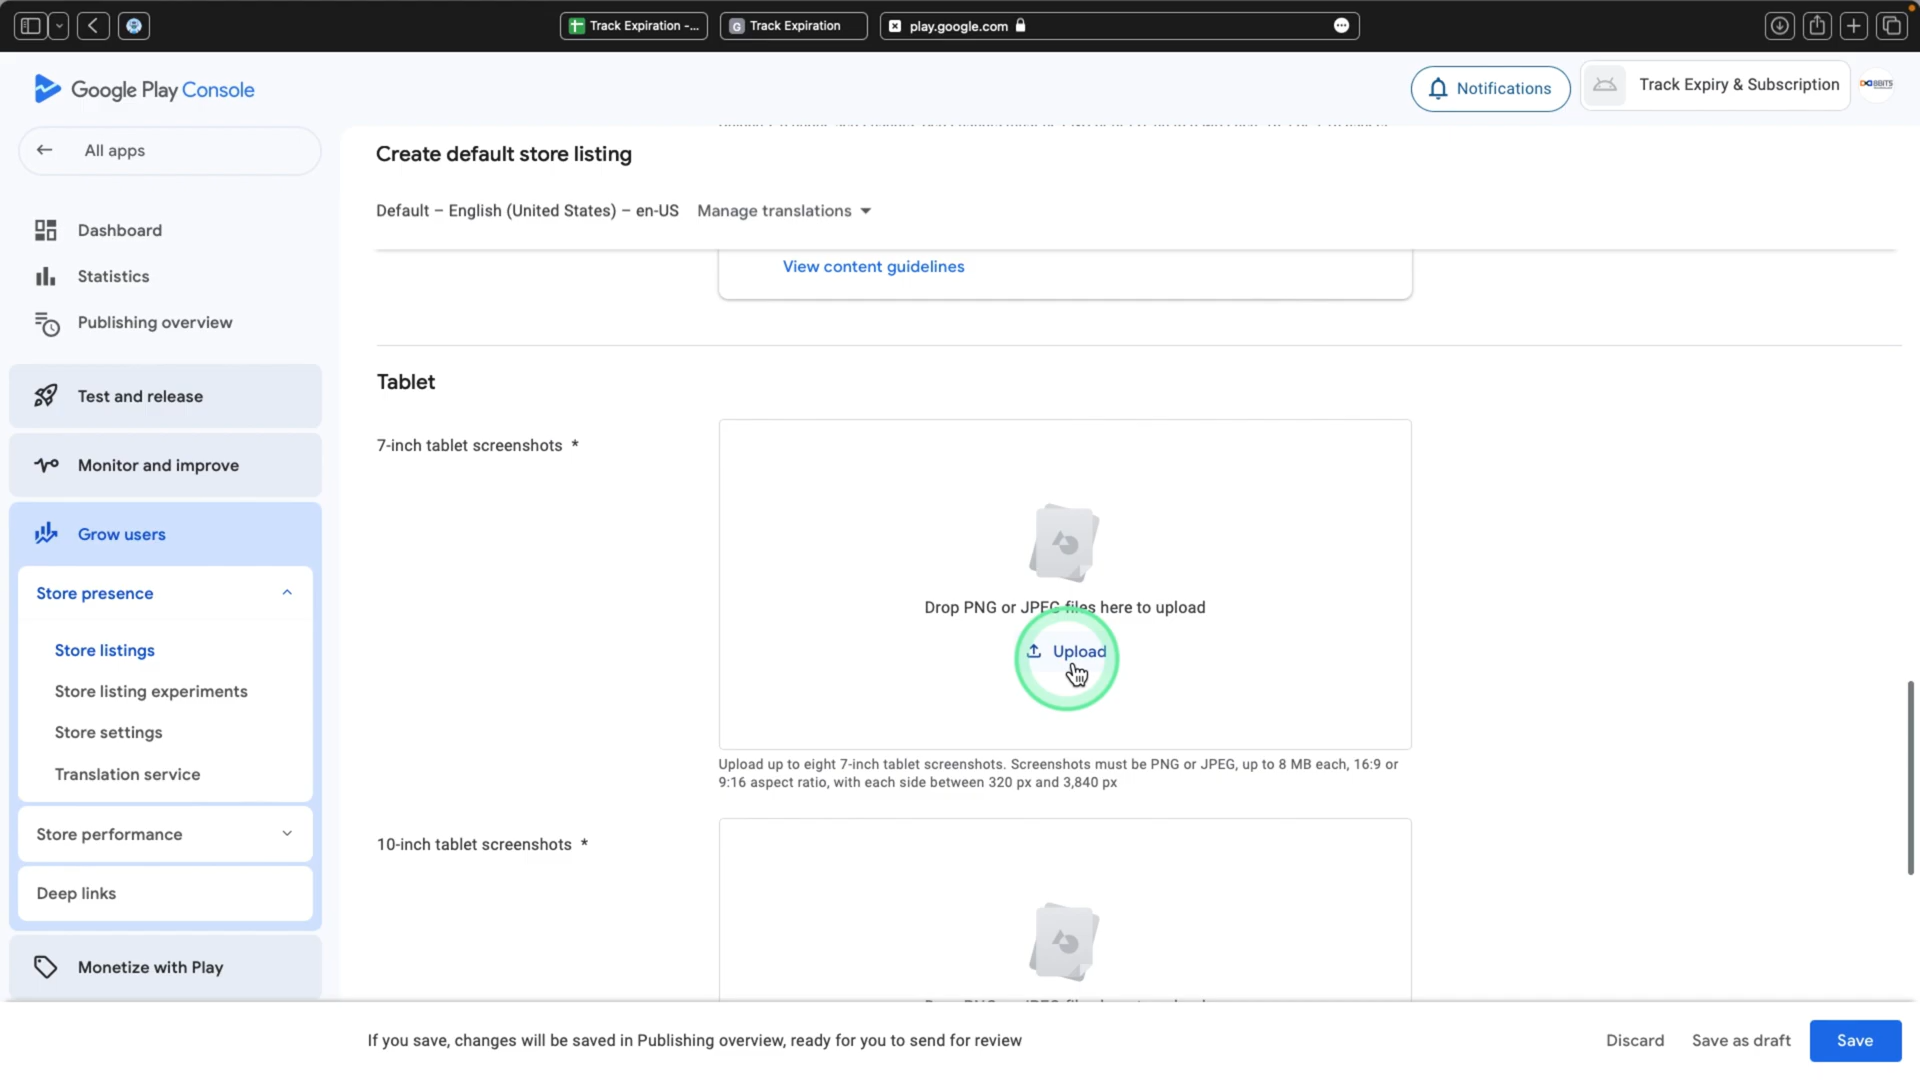 Track Expiration -...
Track Expiration
play.google.com
Google Play Console
Notifications
Track Expiry & Subscription
All apps
Create default store listing
Default – English (United States) – en-US
Manage translations
Dashboard
Statistics
Publishing overview
View content guidelines
Test and release
Tablet
Monitor and improve
7-inch tablet screenshots *
Grow users
Store presence
Drop PNG or JPEG files here to upload
Upload
Store listings
Store listing experiments
Store settings
Translation service
Upload up to eight 7-inch tablet screenshots. Screenshots must be PNG or JPEG, up to 8 MB each, 16:9 or
9:16 aspect ratio, with each side between 320 px and 3,840 px
Store performance
10-inch tablet screenshots *
Deep links
Monetize with Play
If you save, changes will be saved in Publishing overview, ready for you to send for review
Discard
Save as draft
Save